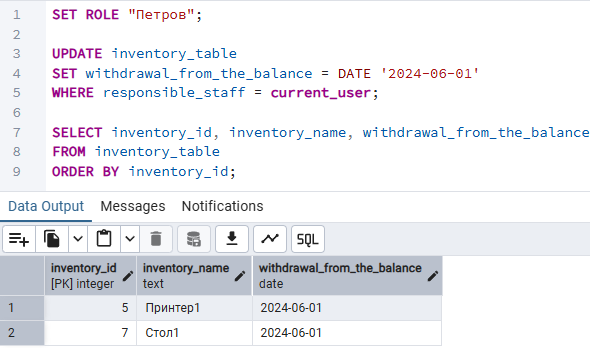 1 SET ROLE "Петров";
2
3 UPDATE inventory_table
4 SET withdrawal_from_the_balance = DATE '2024-06-01'
5 WHERE responsible_staff = current_user;
6
7 SELECT inventory_id, inventory_name, withdrawal_from_the_balance
8 FROM inventory_table
9 ORDER BY inventory_id;
Data Output Messages Notifications
SQL
inventory_id inventory_name withdrawal_from_the_balance
[PK] integer text date
1 5 Принтер1 2024-06-01
2 7 Стол1 2024-06-01